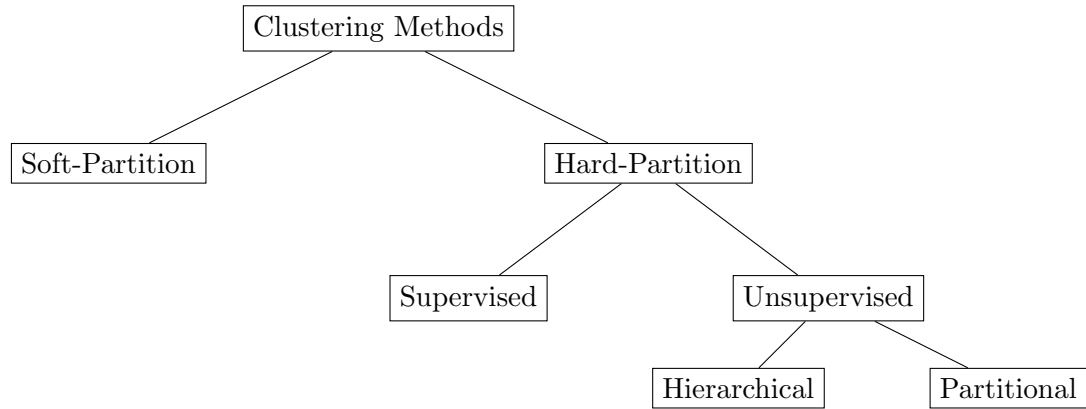 Clustering Methods
Soft-Partition
Hard-Partition
Supervised
Unsupervised
Hierarchical
Partitional